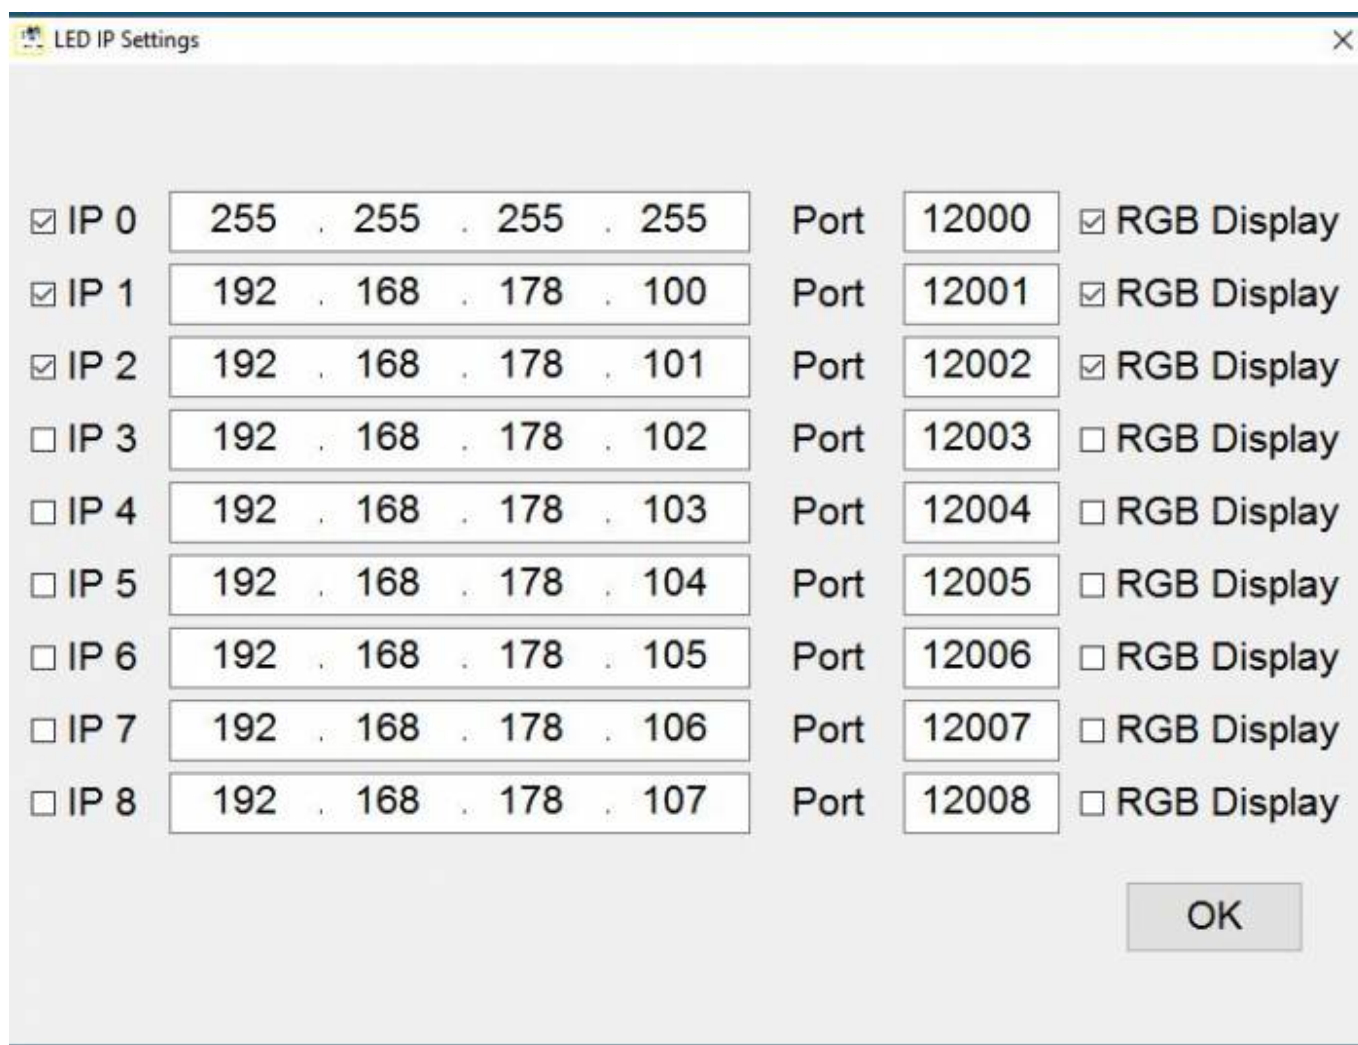 LED IP Settings
IP 0 255 . 255 . 255 . 255 Port 12000 RGB Display
IP 1 192 . 168 . 178 . 100 Port 12001 RGB Display
IP 2 192 . 168 . 178 . 101 Port 12002 RGB Display
IP 3 192 . 168 . 178 . 102 Port 12003 RGB Display
IP 4 192 . 168 . 178 . 103 Port 12004 RGB Display
IP 5 192 . 168 . 178 . 104 Port 12005 RGB Display
IP 6 192 . 168 . 178 . 105 Port 12006 RGB Display
IP 7 192 . 168 . 178 . 106 Port 12007 RGB Display
IP 8 192 . 168 . 178 . 107 Port 12008 RGB Display
OK